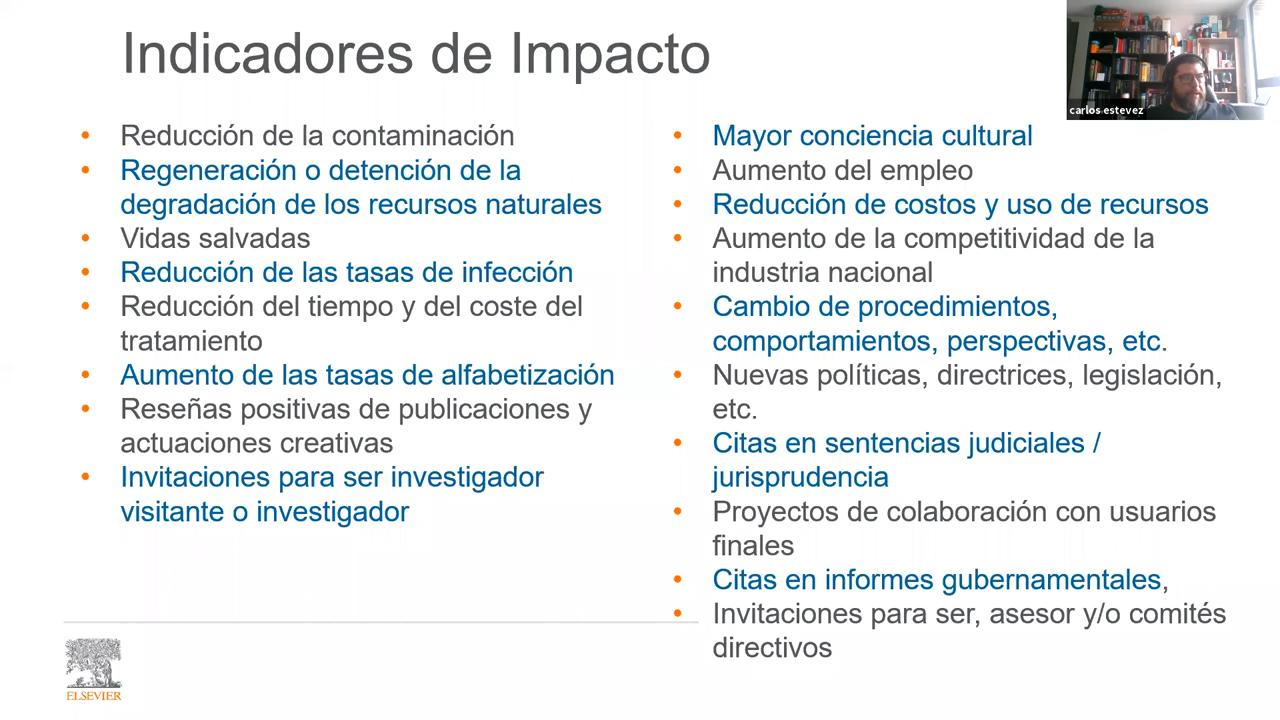 Indicadores de Impacto
carlos estevez
• Reducción de la contaminación
• Regeneración o detención de la
degradación de los recursos naturales
• Vidas salvadas
• Reducción de las tasas de infección
• Reducción del tiempo y del coste del
tratamiento
• Aumento de las tasas de alfabetización
• Reseñas positivas de publicaciones y
actuaciones creativas
• Invitaciones para ser investigador
visitante o investigador
• Mayor conciencia cultural
• Aumento del empleo
• Reducción de costos y uso de recursos
• Aumento de la competitividad de la
industria nacional
• Cambio de procedimientos,
comportamientos, perspectivas, etc.
• Nuevas políticas, directrices, legislación,
etc.
• Citas en sentencias judiciales /
jurisprudencia
• Proyectos de colaboración con usuarios
finales
• Citas en informes gubernamentales,
• Invitaciones para ser, asesor y/o comités
directivos
ELSEVIER